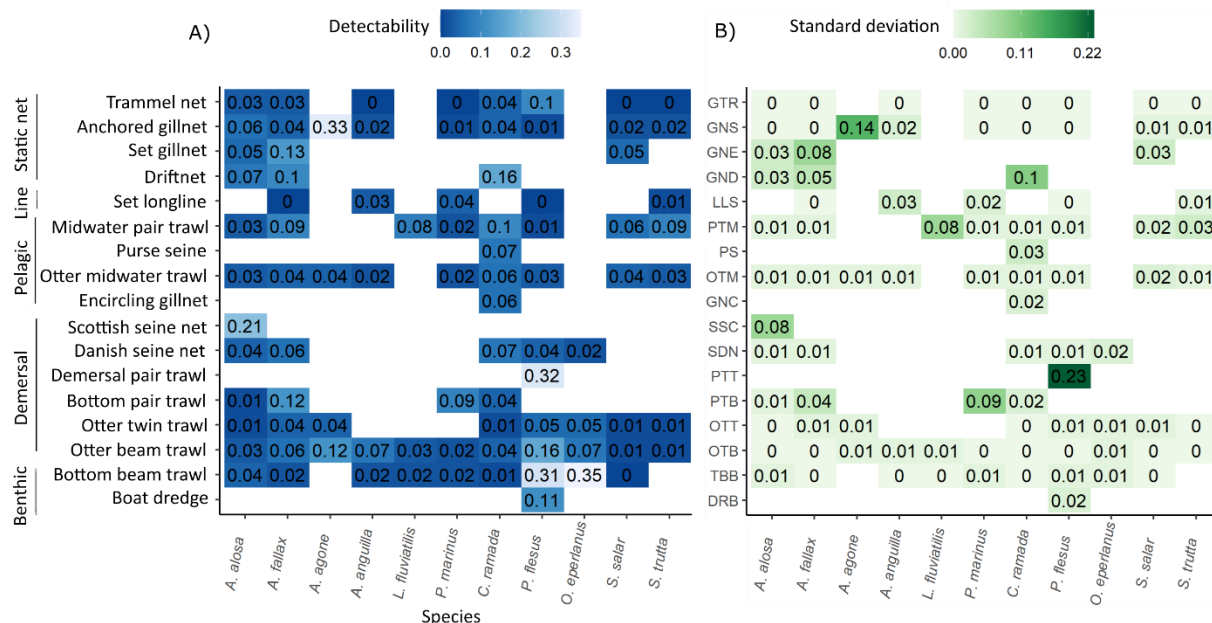 A)
Detectability
0.0 0.1 0.2 0.3
B)
Standard deviation
0.00 0.11 0.22
Static net
Line
Pelagic
Demersal
Benthic
Trammel net 0.03 0.03 0 0 0.04 0.1 0 0
Anchored gillnet 0.06 0.04 0.33 0.02 0.01 0.04 0.01 0.02 0.02
Set gillnet 0.05 0.13 0.05
Driftnet 0.07 0.1 0.16
Set longline 0 0.03 0.04 0 0.01
Midwater pair trawl 0.03 0.09 0.08 0.02 0.1 0.01 0.06 0.09
Purse seine 0.07
Otter midwater trawl 0.03 0.04 0.04 0.02 0.02 0.06 0.03 0.04 0.03
Encircling gillnet 0.06
Scottish seine net 0.21
Danish seine net 0.04 0.06 0.07 0.04 0.02
Demersal pair trawl 0.32
Bottom pair trawl 0.01 0.12 0.09 0.04
Otter twin trawl 0.01 0.04 0.04 0.01 0.05 0.05 0.01 0.01
Otter beam trawl 0.03 0.06 0.12 0.07 0.03 0.02 0.04 0.16 0.07 0.01 0.01
Bottom beam trawl 0.04 0.02 0.02 0.02 0.02 0.01 0.31 0.35 0
Boat dredge 0.11
A. alosa
A. fallax
A. agone
A. anguilla
L. fluviatilis
P. marinus
C. ramada
P. flesus
O. eperlanus
S. salar
S. trutta
Species
GTR 0 0 0 0 0 0 0 0
GNS 0 0 0.14 0.02 0 0 0 0.01 0.01
GNE 0.03 0.08 0.03
GND 0.03 0.05 0.1
LLS 0 0.03 0.02 0 0.01
PTM 0.01 0.01 0.08 0.01 0.01 0.01 0.02 0.03
PS 0.03
OTM 0.01 0.01 0.01 0.01 0.01 0.01 0.01 0.02 0.01
GNC 0.02
SSC 0.08
SDN 0.01 0.01 0.01 0.01 0.02
PTT 0.23
PTB 0.01 0.04 0.09 0.02
OTT 0 0.01 0.01 0 0.01 0.01 0.01 0
OTB 0 0 0.01 0.01 0.01 0 0 0 0.01 0 0
TBB 0.01 0 0 0 0.01 0 0.01 0.01 0
DRB 0.02
A. alosa
A. fallax
A. agone
A. anguilla
L. fluviatilis
P. marinus
C. ramada
P. flesus
O. eperlanus
S. salar
S. trutta